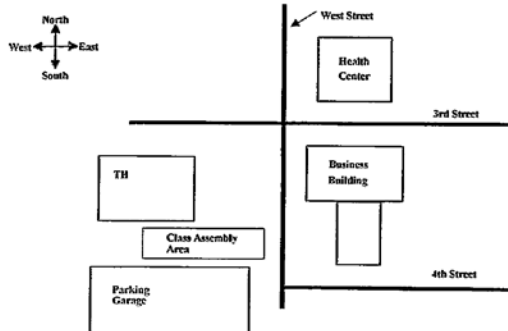 North
West Street
West
East
South
Health
Center
3rd Street
TH
Business
Building
Class Assembly
Area
4th Street
Parking
Garage